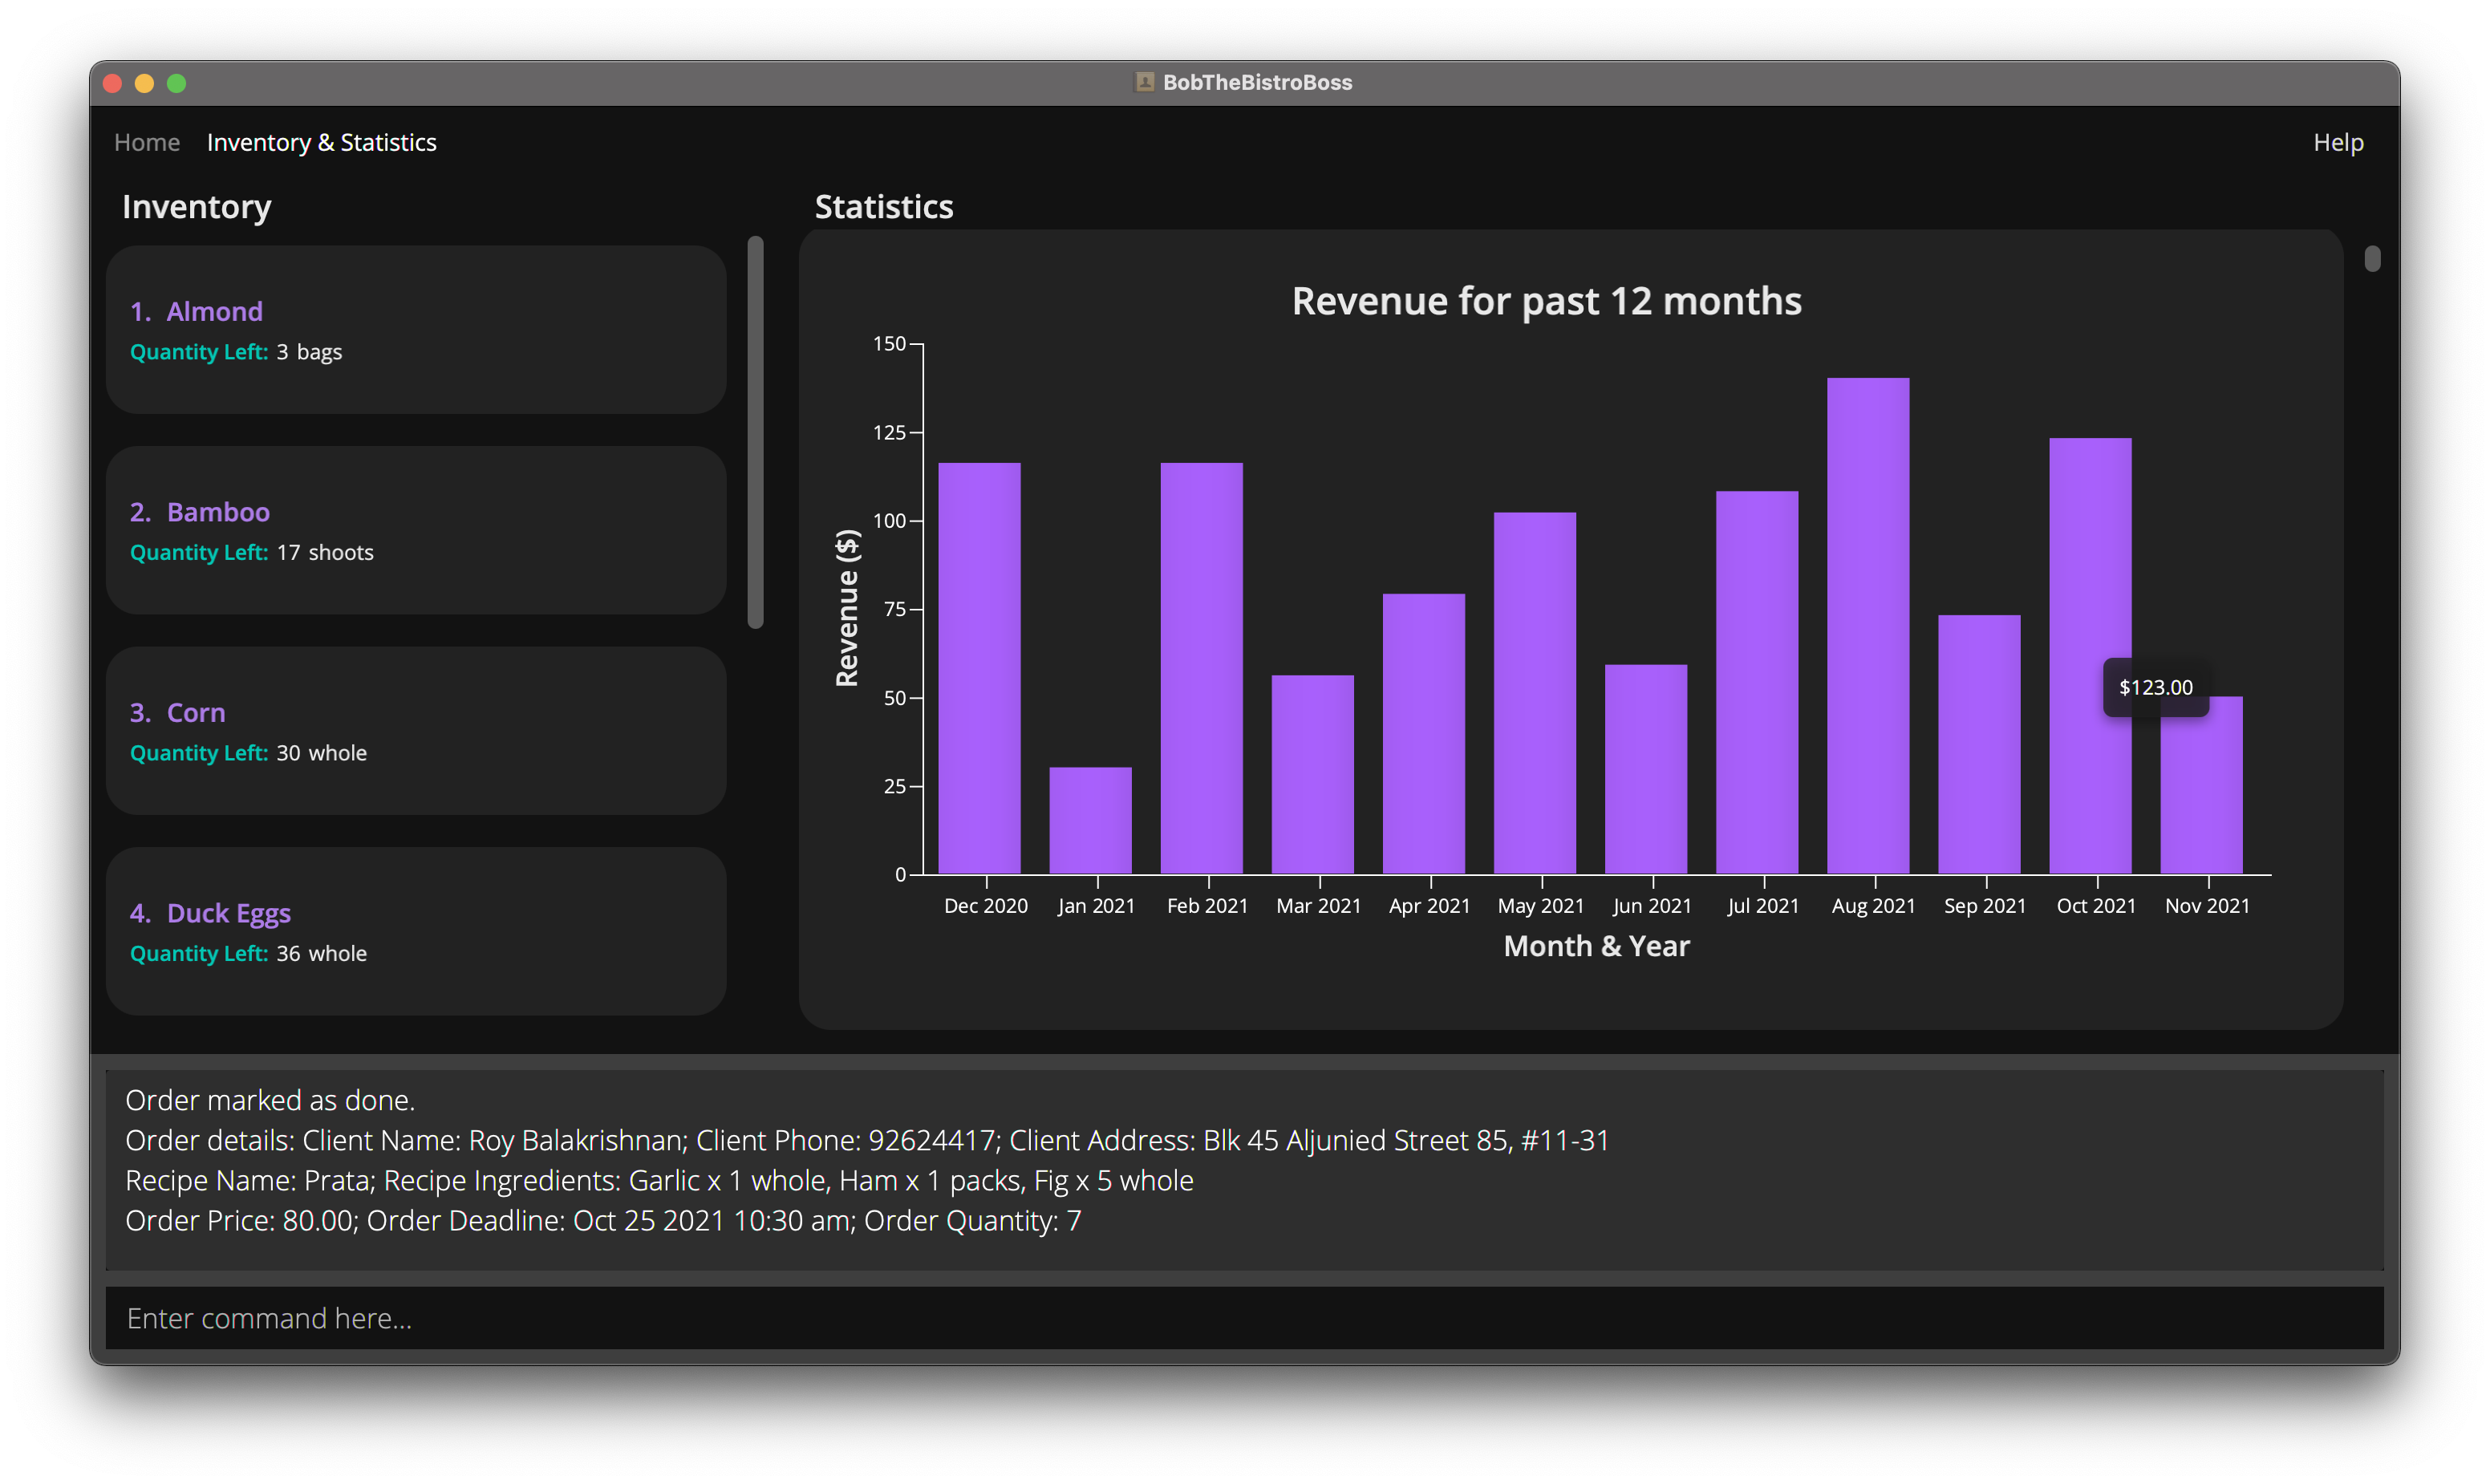 BobTheBistroBoss
Home Inventory & Statistics Help
Inventory
1. Almond
Quantity Left: 3 bags
2. Bamboo
Quantity Left: 17 shoots
3. Corn
Quantity Left: 30 whole
4. Duck Eggs
Quantity Left: 36 whole
Statistics
Revenue for past 12 months
Revenue ($)
150
125
100
75
50
25
0
$123.00
Dec 2020 Jan 2021 Feb 2021 Mar 2021 Apr 2021 May 2021 Jun 2021 Jul 2021 Aug 2021 Sep 2021 Oct 2021 Nov 2021
Month & Year
Order marked as done.
Order details: Client Name: Roy Balakrishnan; Client Phone: 92624417; Client Address: Blk 45 Aljunied Street 85, #11-31
Recipe Name: Prata; Recipe Ingredients: Garlic x 1 whole, Ham x 1 packs, Fig x 5 whole
Order Price: 80.00; Order Deadline: Oct 25 2021 10:30 am; Order Quantity: 7
Enter command here...